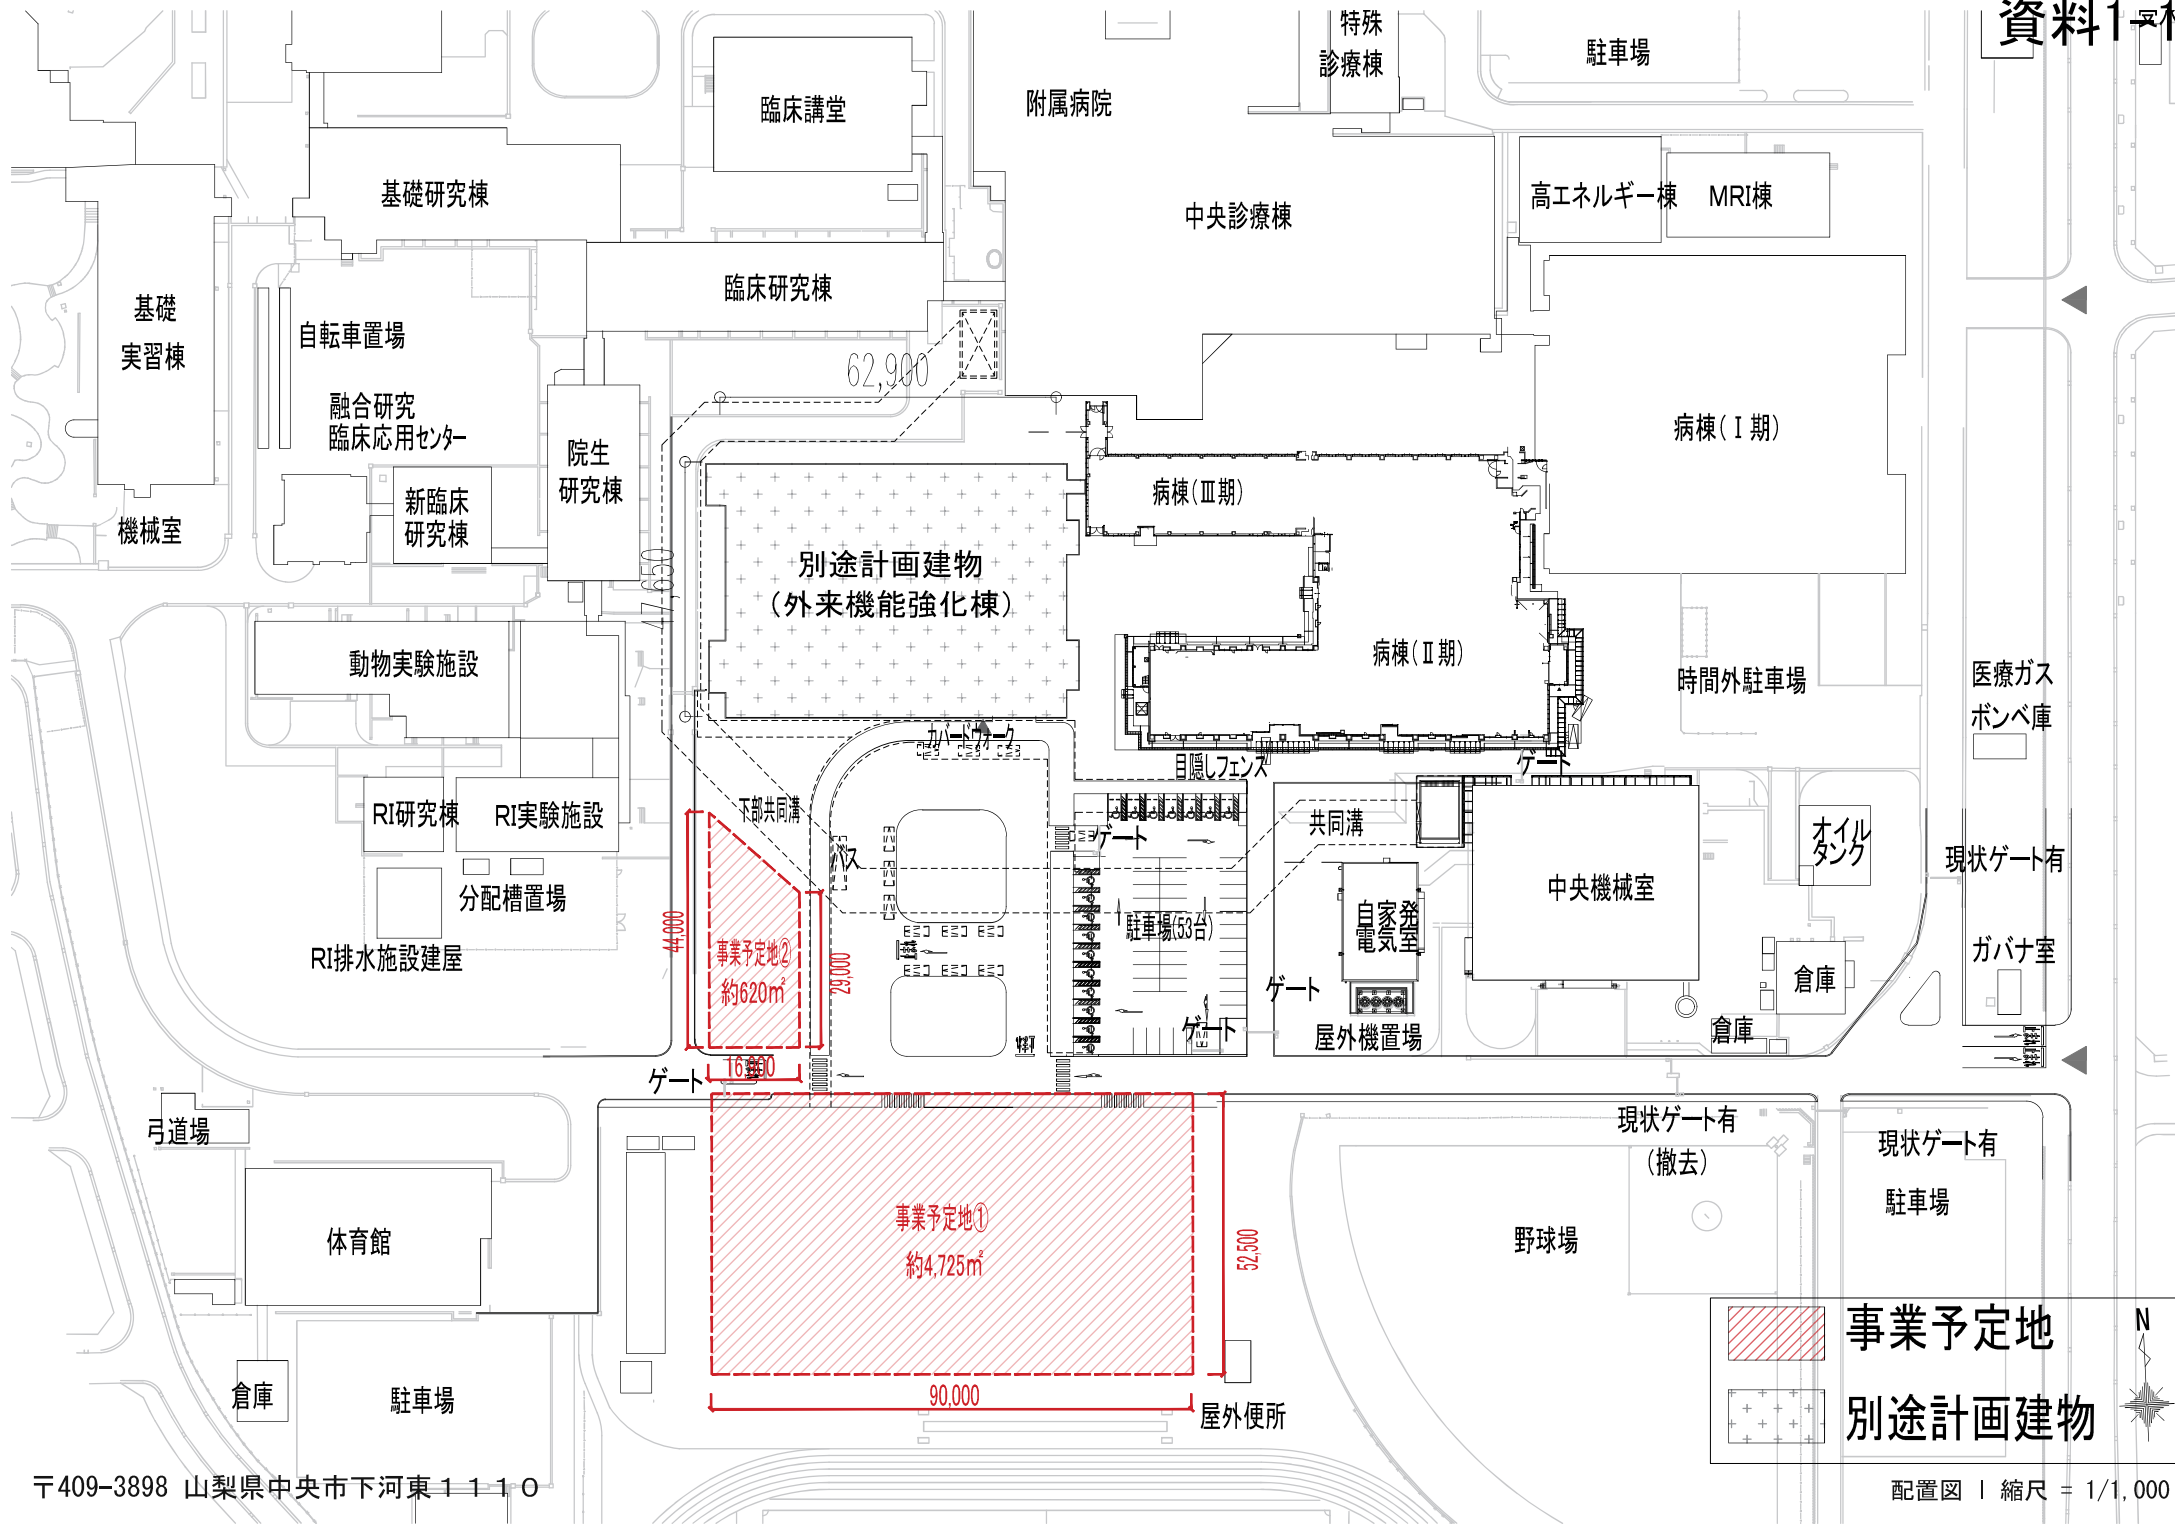 資料1-1
特殊
診療棟
駐車場
臨床講堂
附属病院
基礎研究棟
中央診療棟
高エネルギー棟
MRI棟
臨床研究棟
基礎
実習棟
自転車置場
62,900
融合研究
臨床応用センター
院生
研究棟
病棟(Ⅰ期)
新臨床
研究棟
機械室
病棟(Ⅲ期)
別途計画建物
(外来機能強化棟)
47,650
動物実験施設
病棟(Ⅱ期)
時間外駐車場
医療ガス
ボンベ庫
カバードウォーク
目隠しフェンス
ゲート
RI研究棟
RI実験施設
下部共同溝
ゲート
共同溝
オイル
タンク
バス
現状ゲート有
分配槽置場
中央機械室
44,000
駐車場(53台)
自家発
電気室
RI排水施設建屋
事業予定地②
約620㎡
29,000
ガバナ室
倉庫
ゲート
ゲート
屋外機置場
倉庫
16,000
ゲート
弓道場
現状ゲート有
(撤去)
現状ゲート有
駐車場
体育館
事業予定地①
約4,725㎡
52,500
野球場
事業予定地
N
倉庫
駐車場
90,000
屋外便所
別途計画建物
〒409-3898 山梨県中央市下河東１１１０
配置図 | 縮尺 = 1/1,000